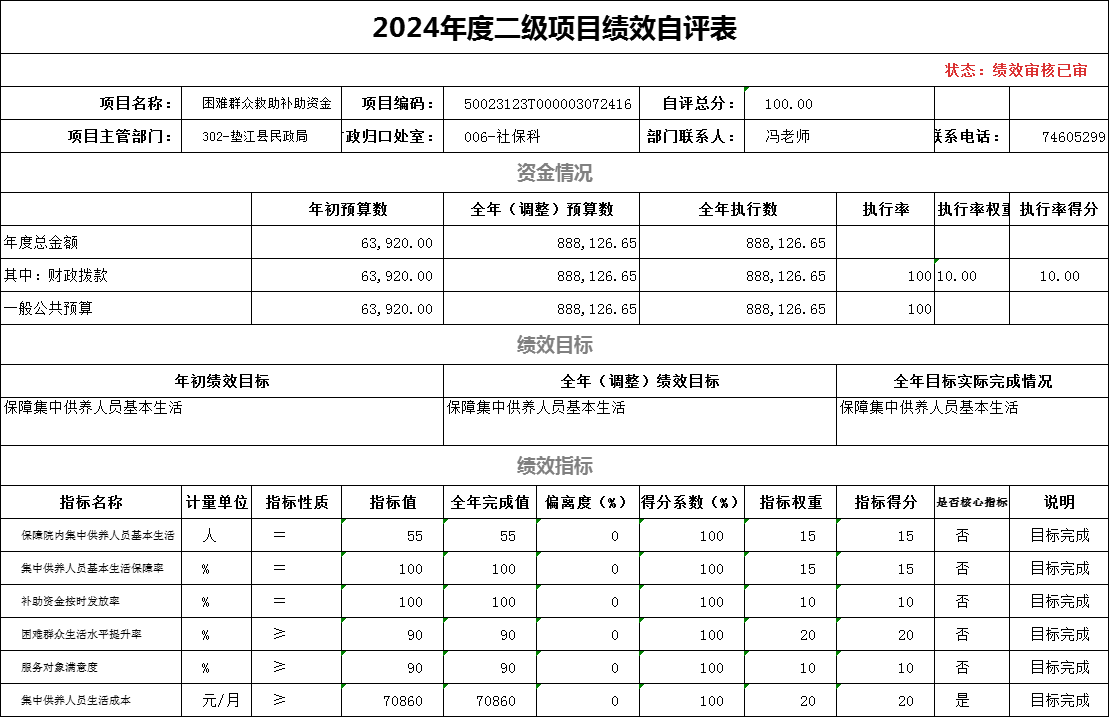 2024年度二级项目绩效自评表
状态：绩效审核已审
项目名称： 困难群众救助补助资金 项目编码： 50023123T000003072416 自评总分： 100.00
项目主管部门： 302-垫江县民政局 政归口处室： 006-社保科 部门联系人： 冯老师 联系电话： 74605299
资金情况
年初预算数 全年（调整）预算数 全年执行数 执行率 执行率权重 执行率得分
年度总金额 63,920.00 888,126.65 888,126.65
其中：财政拨款 63,920.00 888,126.65 888,126.65 100 10.00 10.00
一般公共预算 63,920.00 888,126.65 888,126.65 100
绩效目标
年初绩效目标 全年（调整）绩效目标 全年目标实际完成情况
保障集中供养人员基本生活 保障集中供养人员基本生活 保障集中供养人员基本生活
绩效指标
指标名称 计量单位 指标性质 指标值 全年完成值 偏离度（%） 得分系数（%） 指标权重 指标得分 是否核心指标 说明
保障院内集中供养人员基本生活 人 ＝ 55 55 0 100 15 15 否 目标完成
集中供养人员基本生活保障率 % ＝ 100 100 0 100 15 15 否 目标完成
补助资金按时发放率 % ＝ 100 100 0 100 10 10 否 目标完成
困难群众生活水平提升率 % ≥ 90 90 0 100 20 20 否 目标完成
服务对象满意度 % ≥ 90 90 0 100 10 10 否 目标完成
集中供养人员生活成本 元/月 ≥ 70860 70860 0 100 20 20 是 目标完成